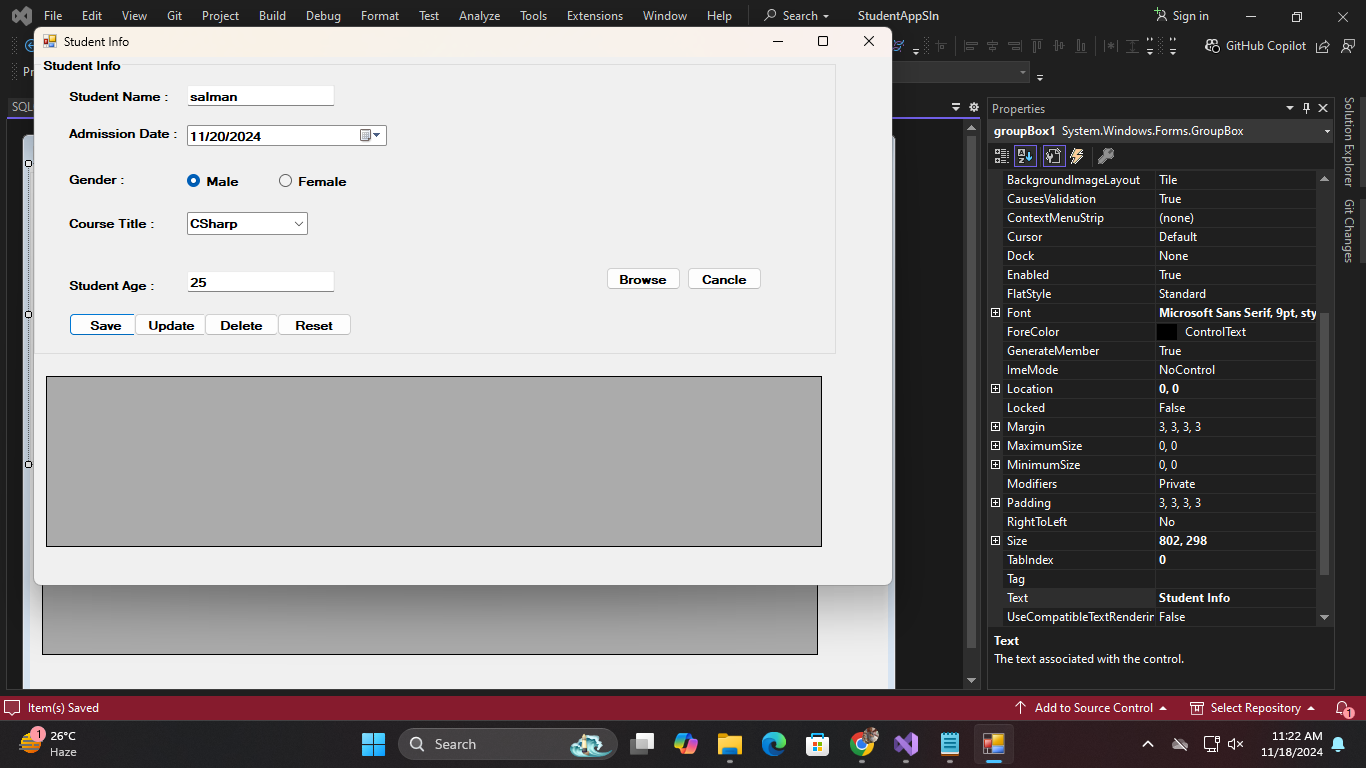 File Edit View Git Project Build Debug Format Test Analyze Tools Extensions Window Help Search StudentAppSln Sign in
GitHub Copilot
Student Info
Student Info
Student Name : salman
Admission Date : 11/20/2024
Gender : Male Female
Course Title : CSharp
Student Age : 25
Browse Cancle
Save Update Delete Reset
Properties
groupBox1 System.Windows.Forms.GroupBox
BackgroundImageLayout Tile
CausesValidation True
ContextMenuStrip (none)
Cursor Default
Dock None
Enabled True
FlatStyle Standard
Font Microsoft Sans Serif, 9pt, sty
ForeColor ControlText
GenerateMember True
ImeMode NoControl
Location 0, 0
Locked False
Margin 3, 3, 3, 3
MaximumSize 0, 0
MinimumSize 0, 0
Modifiers Private
Padding 3, 3, 3, 3
RightToLeft No
Size 802, 298
TabIndex 0
Tag
Text Student Info
UseCompatibleTextRenderin False
Text
The text associated with the control.
Solution Explorer
Git Changes
Item(s) Saved
Add to Source Control Select Repository 1
1 26°C
Haze
Search
11:22 AM
11/18/2024